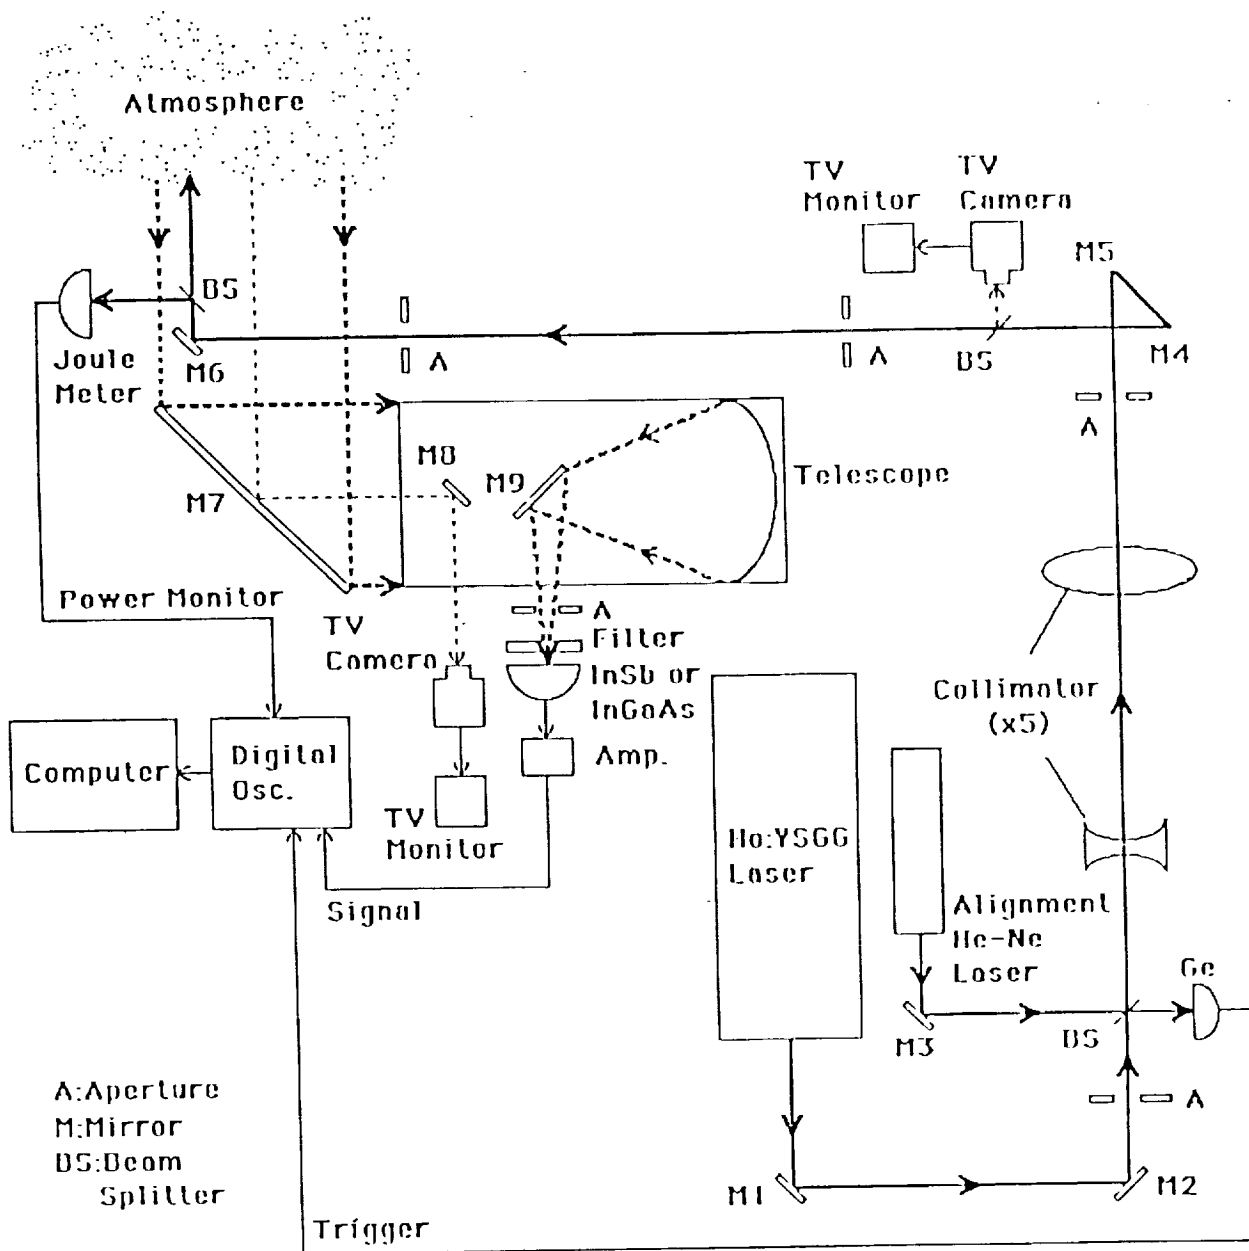 Atmosphere
TV
Monitor
TV
Camera
M5
BS
Joule
Meter
M6
A
A
BS
M4
A
M8
M9
Telescope
M7
Power Monitor
TV
Camera
A
Filter
InSb or
InGaAs
Collimator
(x5)
Computer
Digital
Osc.
Amp.
TV
Monitor
Ho:YSGG
Laser
Signal
Alignment
He-Ne
Laser
Ge
M3
BS
A:Aperture
M:Mirror
BS:Beam
Splitter
A
M1
M2
Trigger